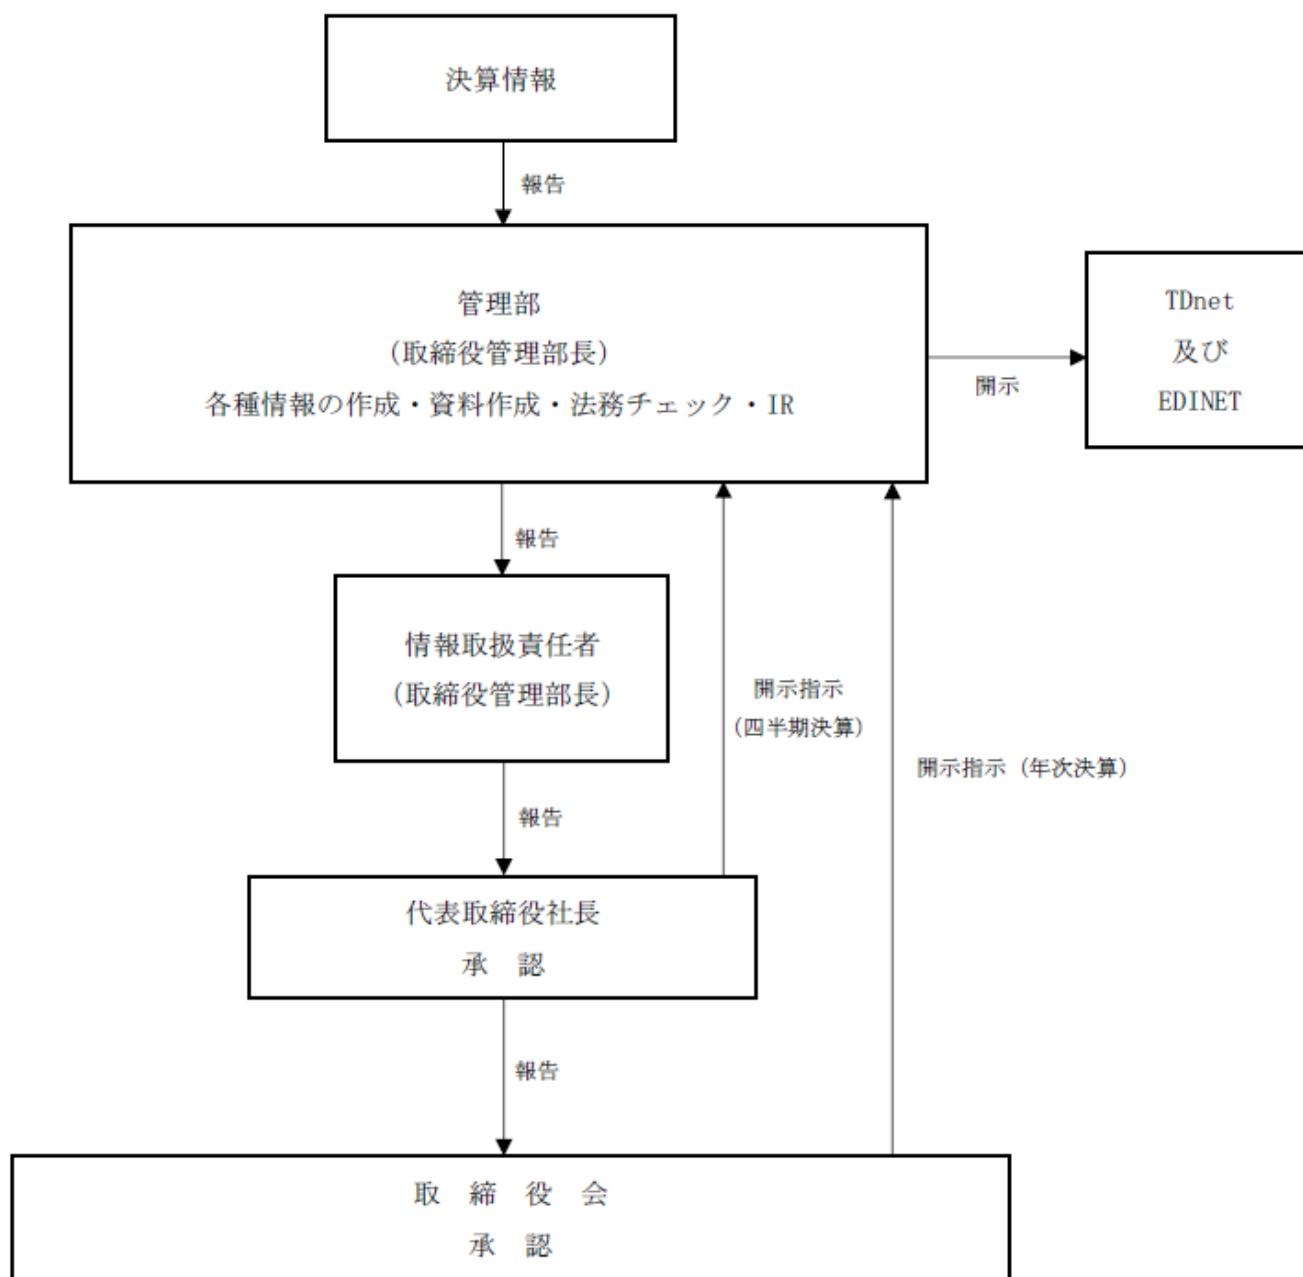 決算情報
報告
管理部
(取締役管理部長)
各種情報の作成・資料作成・法務チェック・IR
TDnet
及び
EDINET
開示
報告
情報取扱責任者
(取締役管理部長)
開示指示
(四半期決算)
開示指示（年次決算）
報告
代表取締役社長
承　認
報告
取　締　役　会
承　認